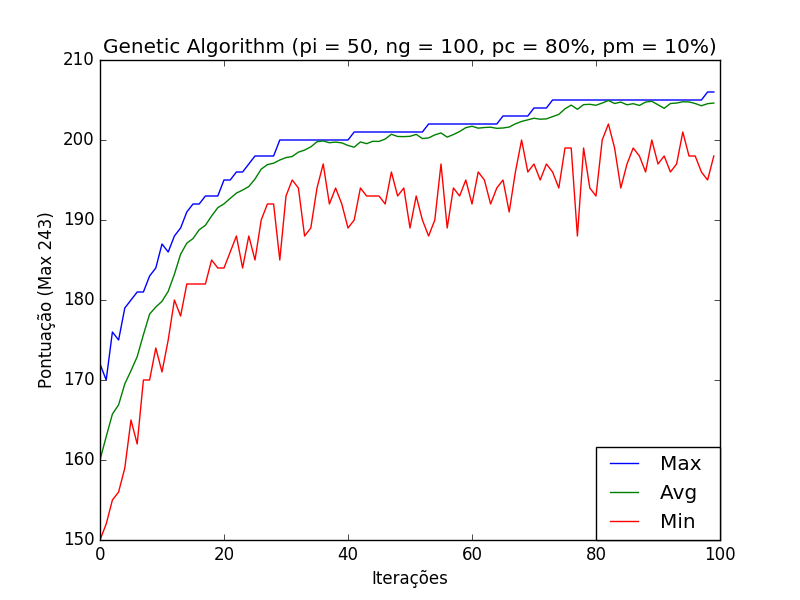 Genetic Algorithm (pi = 50, ng = 100, pc = 80%, pm = 10%)
210
200
190
180
170
160
150
Pontuação (Max 243)
0
20
40
60
80
100
Iterações
Max
Avg
Min